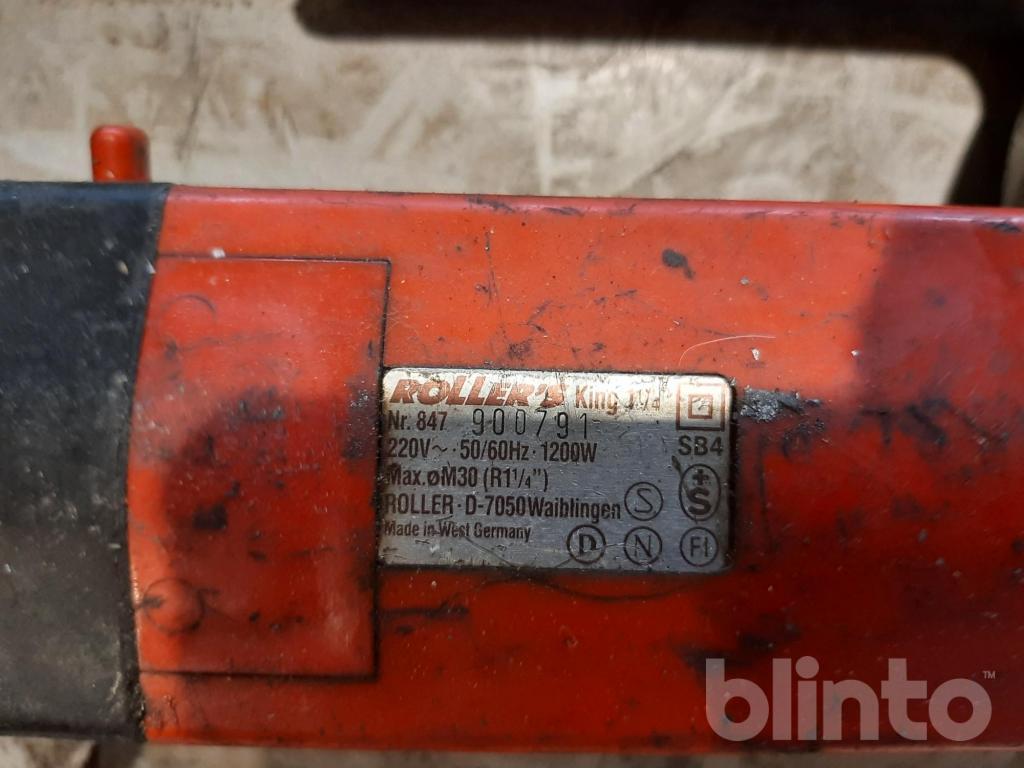 ROLLER'S King 1¼
Nr. 847 900791
220V~ · 50/60Hz · 1200W
SB4
Max. øM30 (R1¼")
ROLLER · D-7050 Waiblingen S +S
Made in West Germany D N FI
blinto™